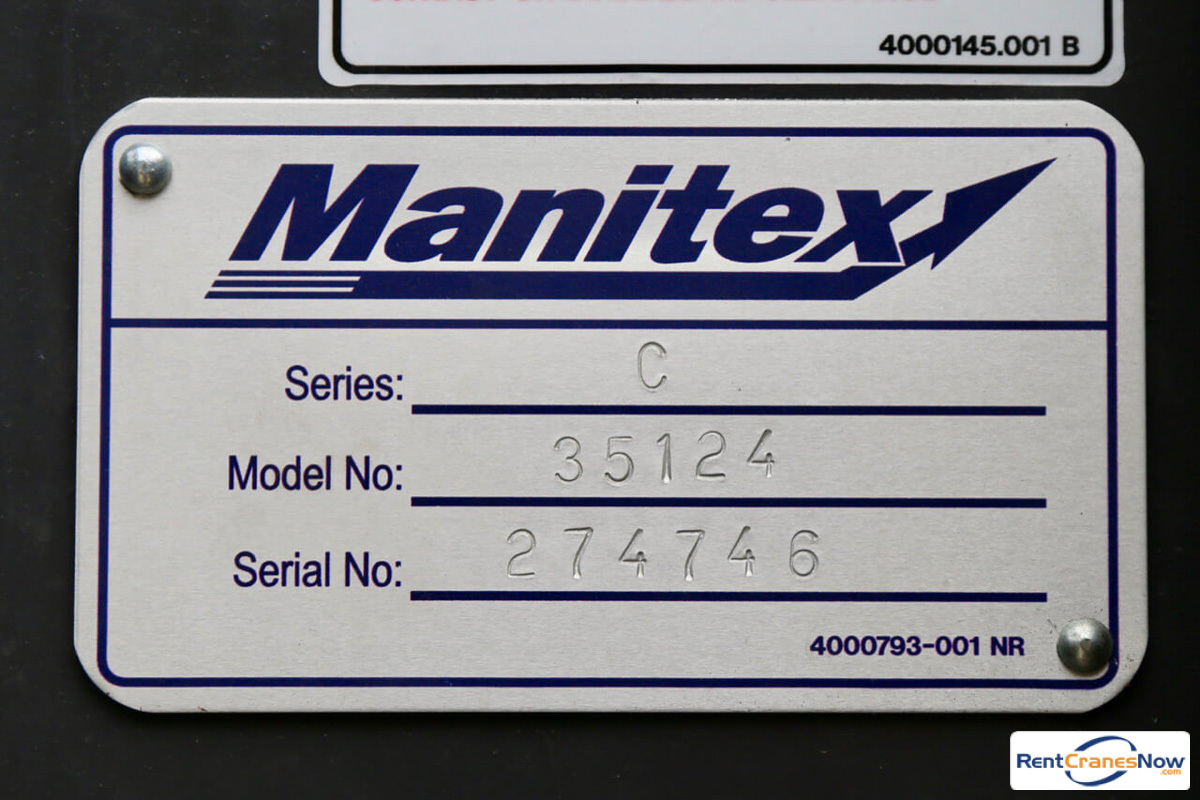 4000145.001 B
Manitex
Series: C
Model No: 35124
Serial No: 274746
4000793-001 NR
RentCranesNow
.com